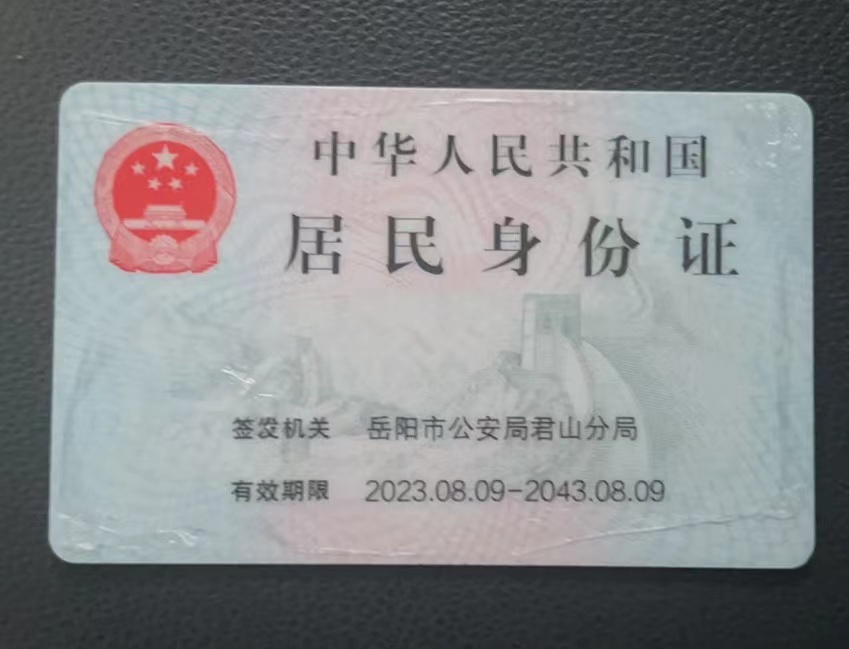 中华人民共和国
居民身份证
签发机关 岳阳市公安局君山分局
有效期限 2023.08.09-2043.08.09